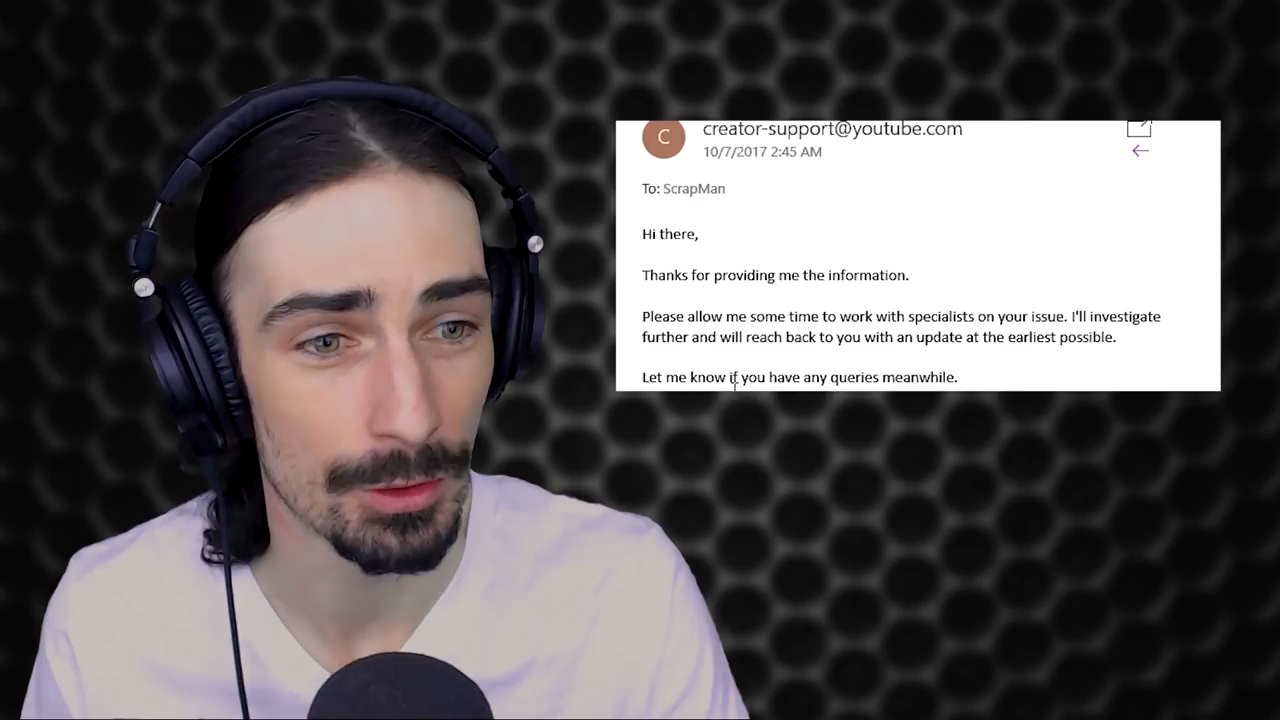 C
creator-support@youtube.com
10/7/2017 2:45 AM
To: ScrapMan
Hi there,
Thanks for providing me the information.
Please allow me some time to work with specialists on your issue. I'll investigate
further and will reach back to you with an update at the earliest possible.
Let me know if you have any queries meanwhile.